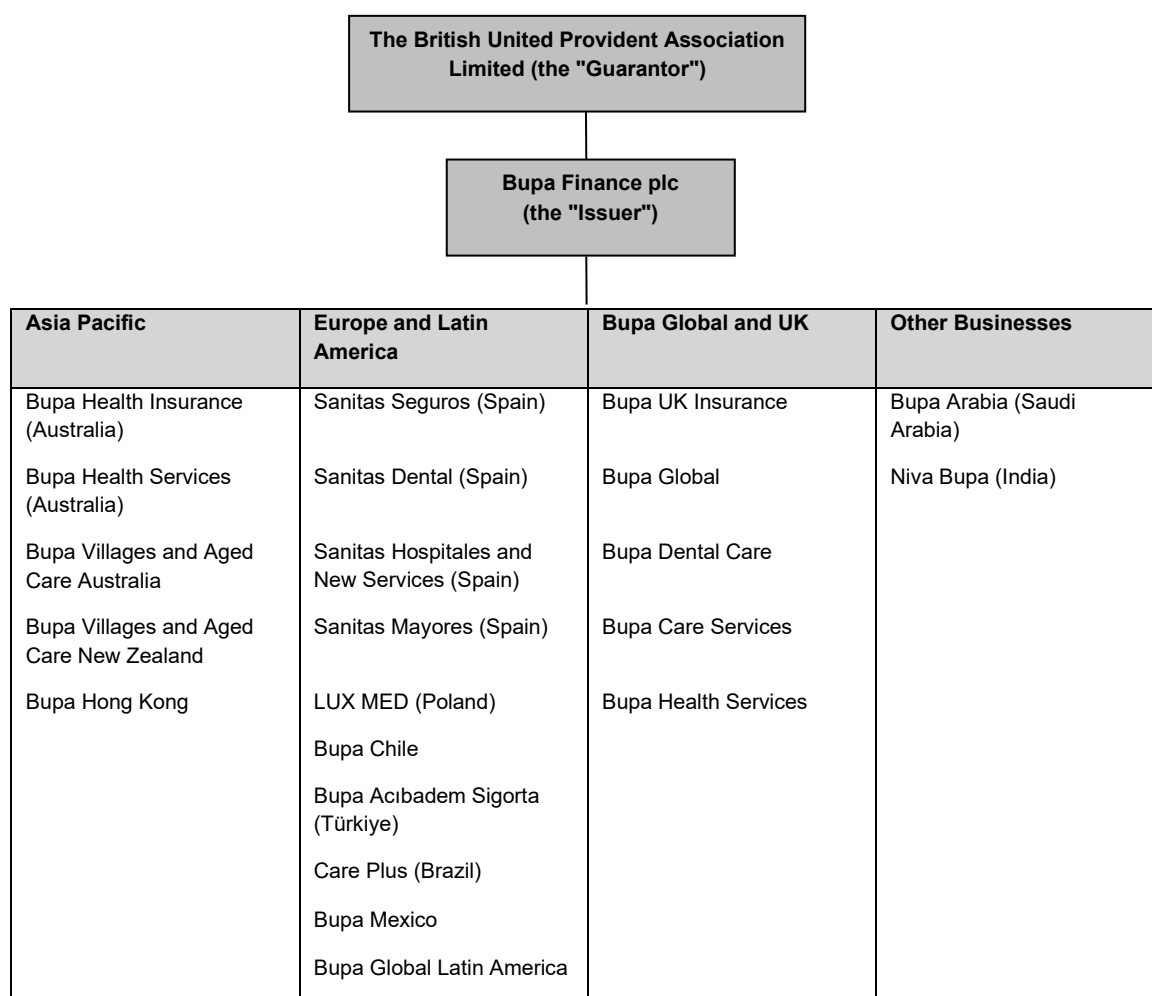 The British United Provident Association
Limited (the "Guarantor")
Bupa Finance plc
(the "Issuer")
Asia Pacific
Europe and Latin
America
Bupa Global and UK
Other Businesses
Bupa Health Insurance
(Australia)
Sanitas Seguros (Spain)
Bupa UK Insurance
Bupa Arabia (Saudi
Arabia)
Bupa Health Services
(Australia)
Sanitas Dental (Spain)
Bupa Global
Niva Bupa (India)
Bupa Villages and Aged
Care Australia
Sanitas Hospitales and
New Services (Spain)
Bupa Dental Care
Bupa Villages and Aged
Care New Zealand
Sanitas Mayores (Spain)
Bupa Care Services
Bupa Hong Kong
LUX MED (Poland)
Bupa Health Services
Bupa Chile
Bupa Acıbadem Sigorta
(Türkiye)
Care Plus (Brazil)
Bupa Mexico
Bupa Global Latin America